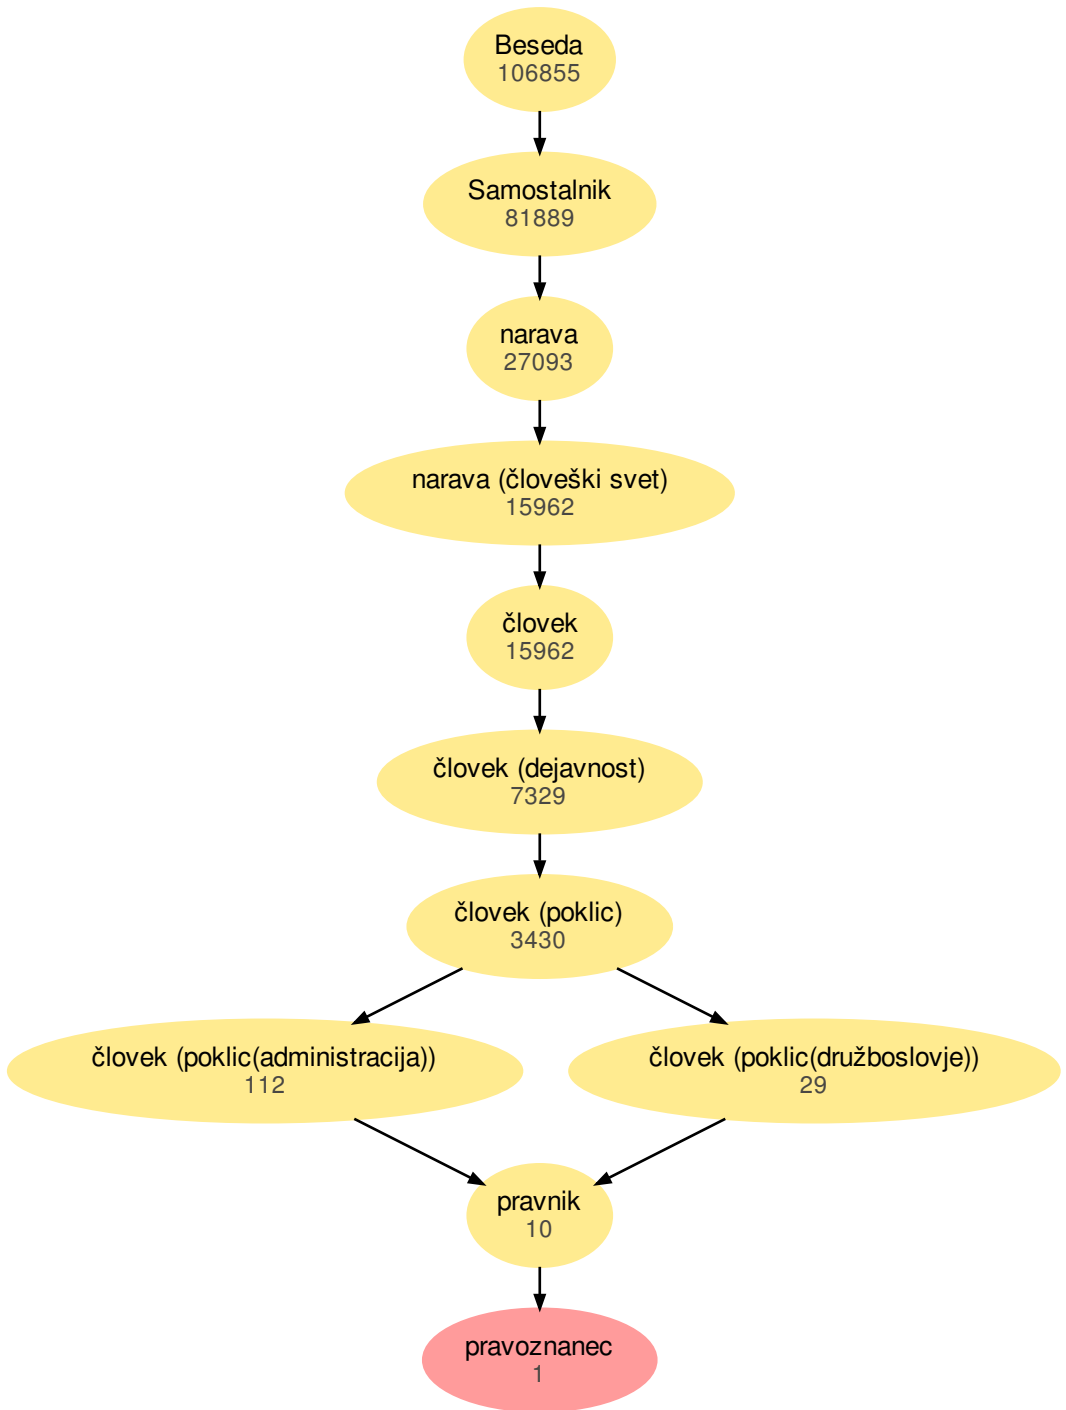 Beseda
106855
Samostalnik
81889
narava
27093
narava (človeški svet)
15962
človek
15962
človek (dejavnost)
7329
človek (poklic)
3430
človek (poklic(administracija))
112
človek (poklic(družboslovje))
29
pravnik
10
pravoznanec
1